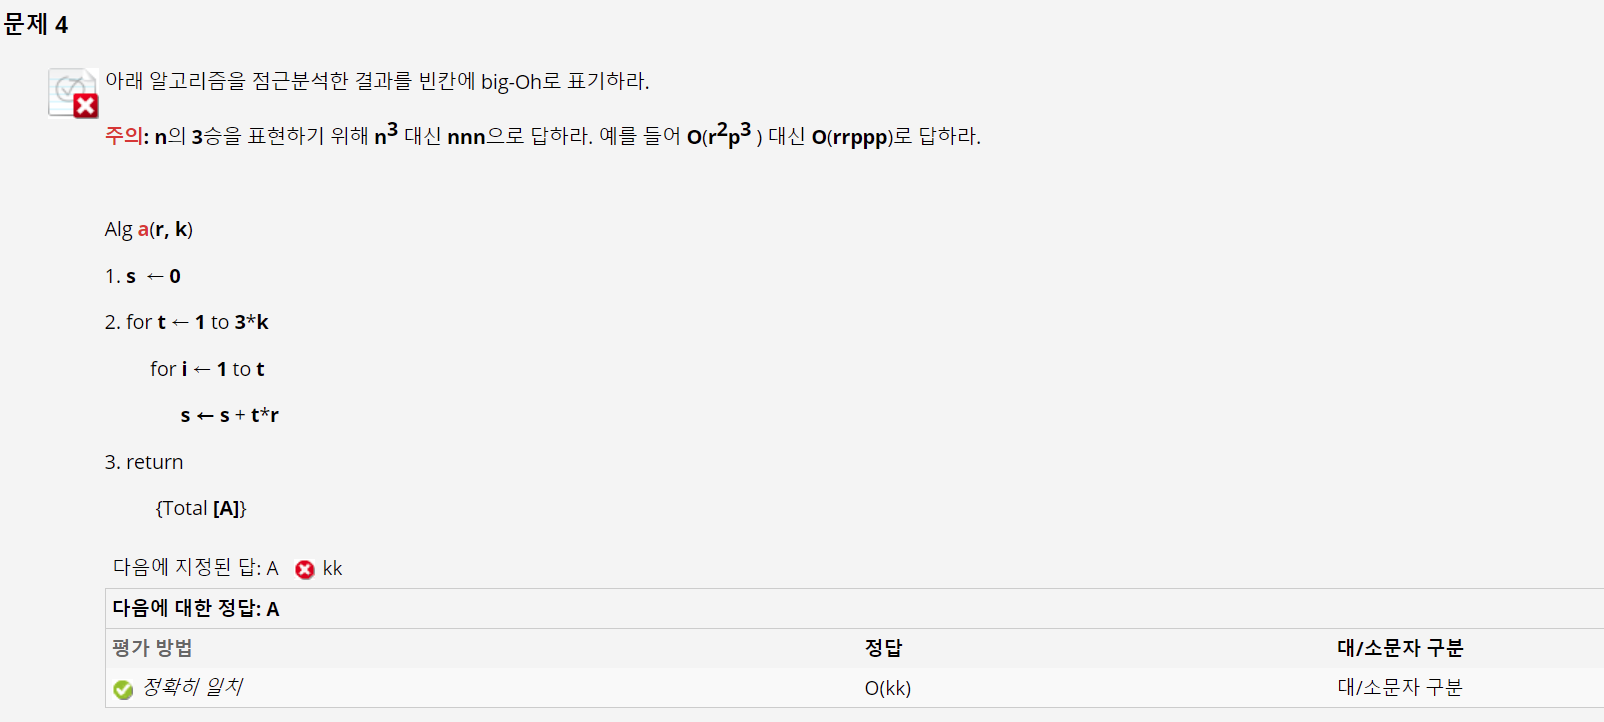 문제 4
아래 알고리즘을 점근분석한 결과를 빈칸에 big-Oh로 표기하라.
주의: n의 3승을 표현하기 위해 n³ 대신 nnn으로 답하라. 예를 들어 O(r²p³ ) 대신 O(rrppp)로 답하라.
Alg a(r, k)
1. s ← 0
2. for t ← 1 to 3*k
for i ← 1 to t
s ← s + t*r
3. return
{Total [A]}
다음에 지정된 답: A kk
다음에 대한 정답: A
평가 방법 정답 대/소문자 구분
정확히 일치 O(kk) 대/소문자 구분